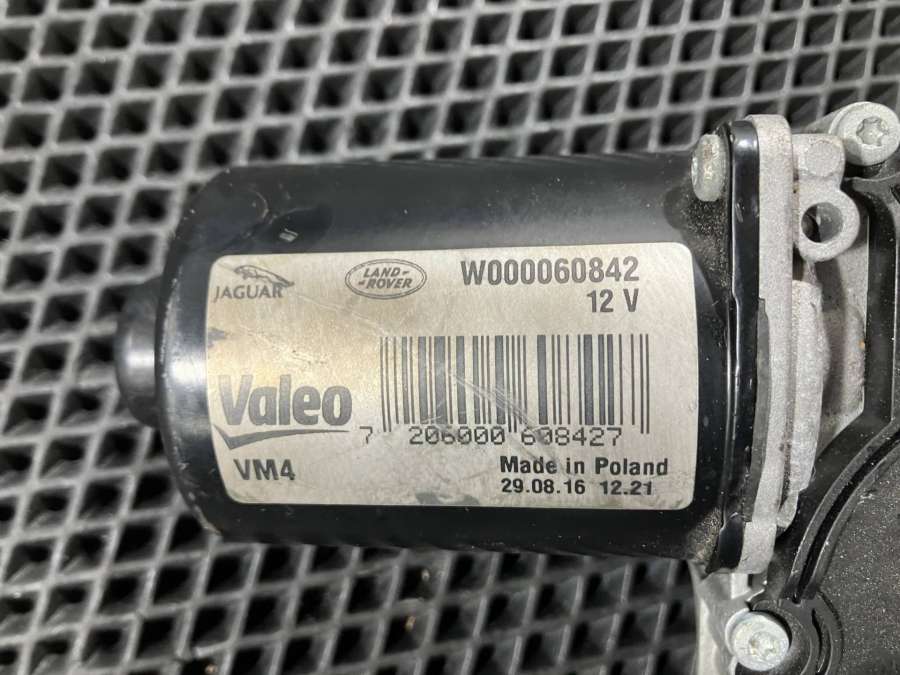 JAGUAR
LAND-
-ROVER
W000060842
12 V
Valeo
7 206000 608427
VM4
Made in Poland
29.08.16 12.21